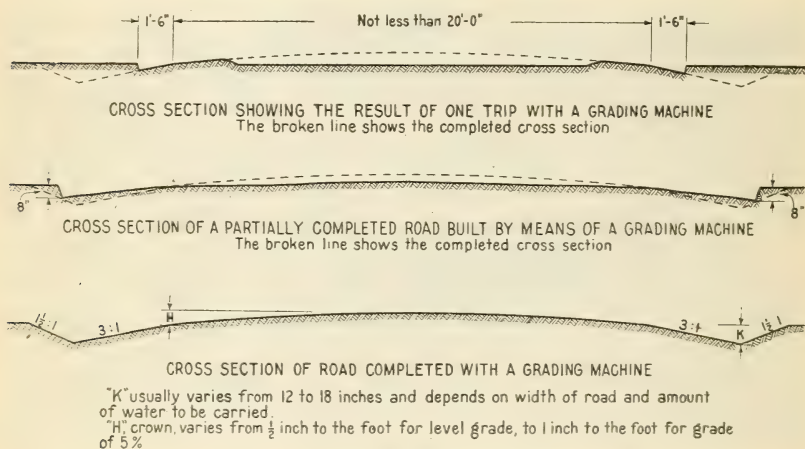 1'-6" Not less than 20'-0" 1'-6"
CROSS SECTION SHOWING THE RESULT OF ONE TRIP WITH A GRADING MACHINE
The broken line shows the completed cross section
8" 8"
CROSS SECTION OF A PARTIALLY COMPLETED ROAD BUILT BY MEANS OF A GRADING MACHINE
The broken line shows the completed cross section
1½:1 3:1 H 3:1 K 1½:1
CROSS SECTION OF ROAD COMPLETED WITH A GRADING MACHINE
"K" usually varies from 12 to 18 inches and depends on width of road and amount
of water to be carried.
"H", crown, varies from ½ inch to the foot for level grade, to 1 inch to the foot for grade
of 5%